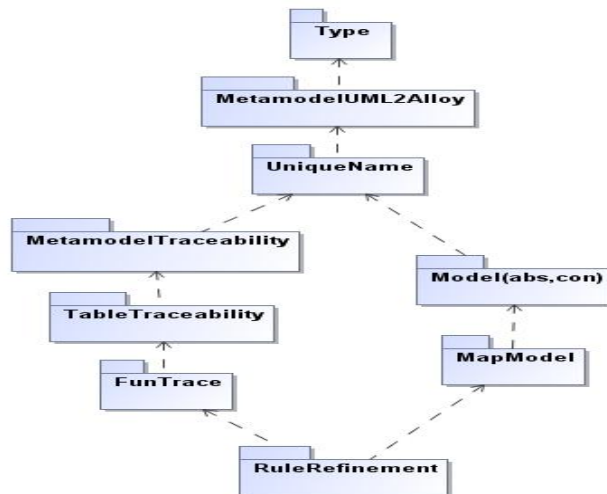 Type
MetamodelUML2Alloy
UniqueName
MetamodelTraceability
Model(abs,con)
TableTraceability
MapModel
FunTrace
RuleRefinement